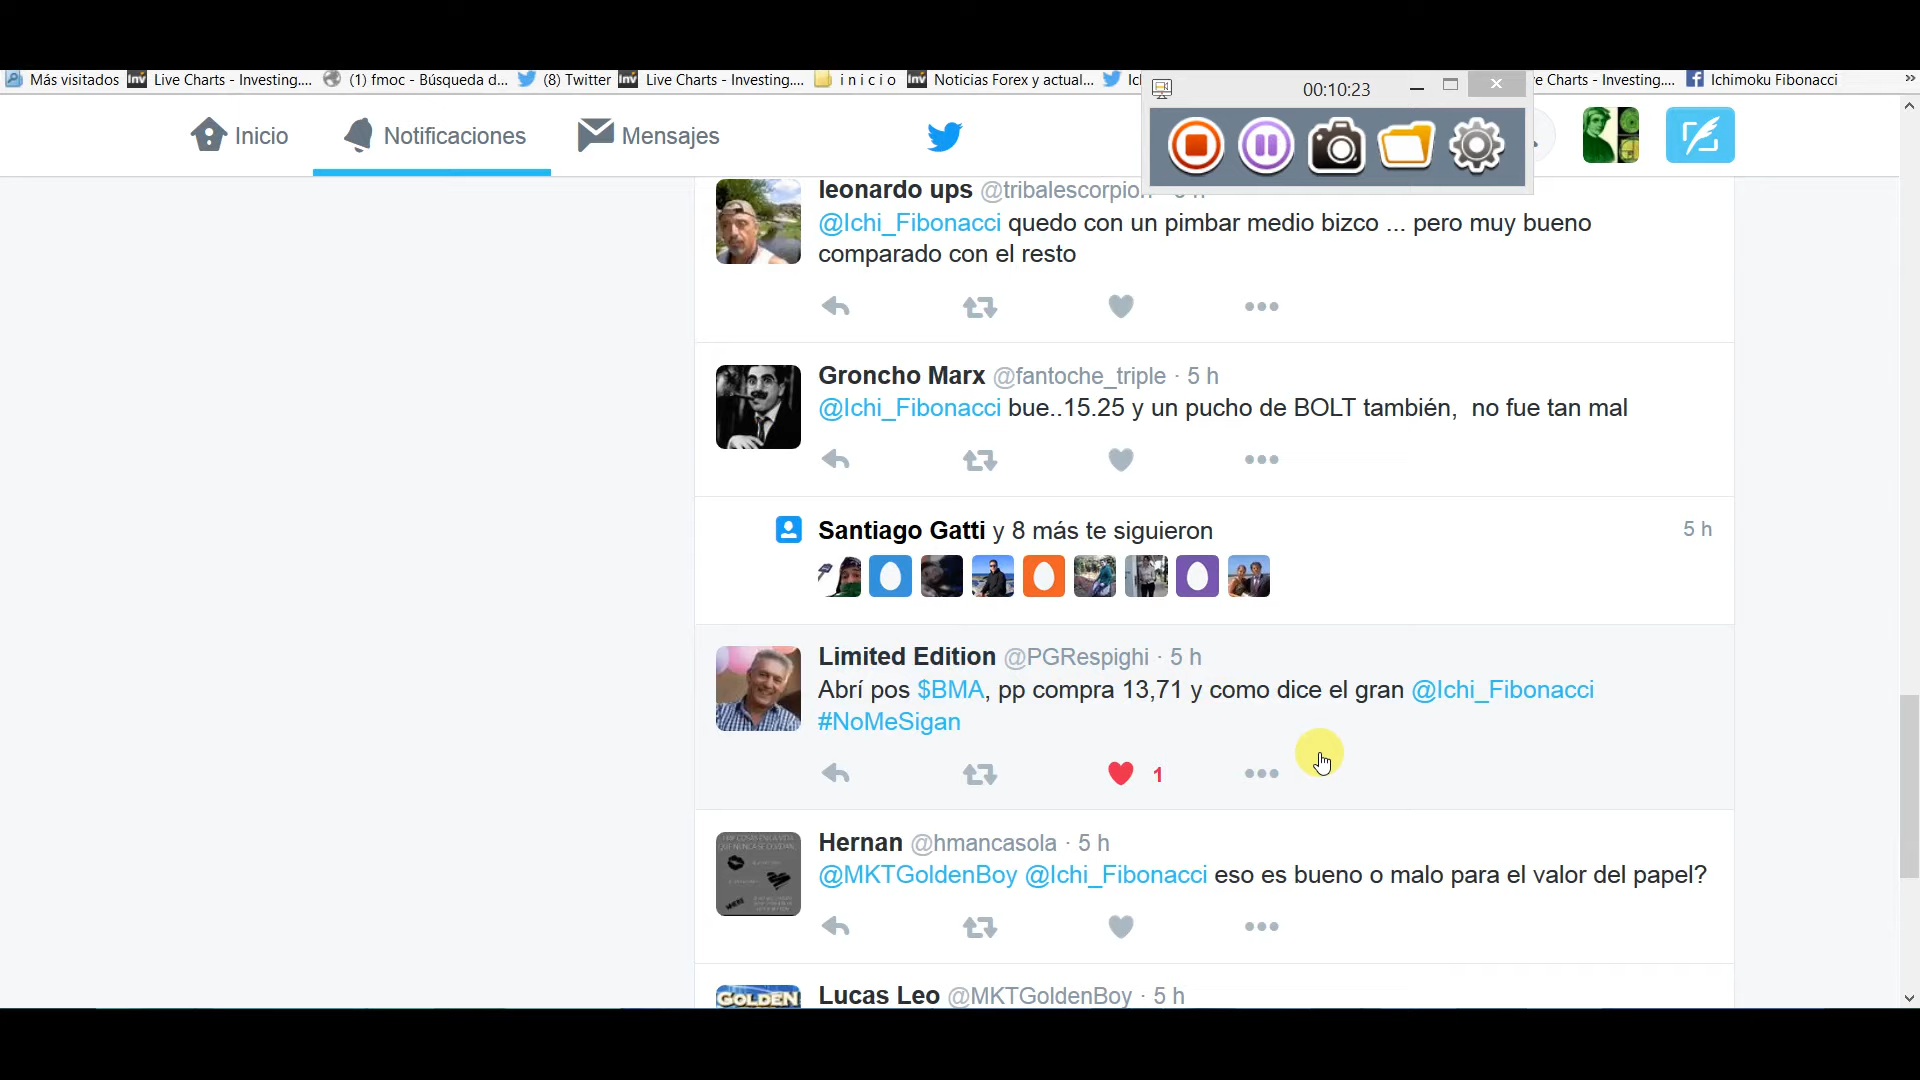 Más visitados Live Charts - Investing.... (1) fmoc - Búsqueda d... (8) Twitter Live Charts - Investing.... i n i c i o Noticias Forex y actual... Charts - Investing.... Ichimoku Fibonacci
00:10:23
Inicio Notificaciones Mensajes
leonardo ups
@Ichi_Fibonacci quedo con un pimbar medio bizco ... pero muy bueno
comparado con el resto
Groncho Marx @fantoche_triple · 5 h
@Ichi_Fibonacci bue..15.25 y un pucho de BOLT también, no fue tan mal
Santiago Gatti y 8 más te siguieron 5 h
Limited Edition @PGRespighi · 5 h
Abrí pos $BMA, pp compra 13,71 y como dice el gran @Ichi_Fibonacci
#NoMeSigan
1
Hernan @hmancasola · 5 h
@MKTGoldenBoy @Ichi_Fibonacci eso es bueno o malo para el valor del papel?
GOLDEN
Lucas Leo @MKTGoldenBoy · 5 h